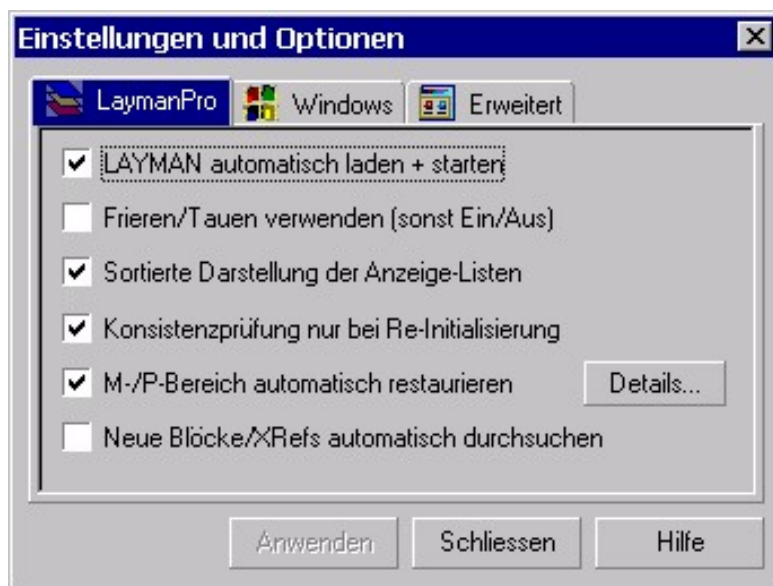 Einstellungen und Optionen
LaymanPro Windows Erweitert
LAYMAN automatisch laden + starten
Frieren/Tauen verwenden (sonst Ein/Aus)
Sortierte Darstellung der Anzeige-Listen
Konsistenzprüfung nur bei Re-Initialisierung
M-/P-Bereich automatisch restaurieren Details...
Neue Blöcke/XRefs automatisch durchsuchen
Anwenden Schliessen Hilfe